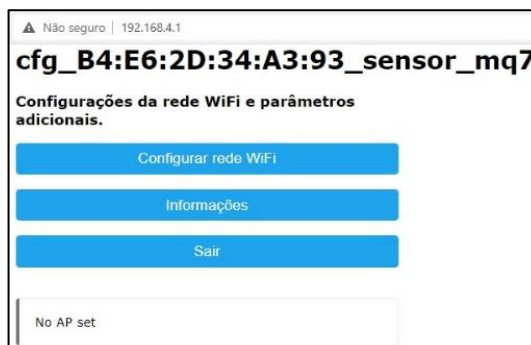 Não seguro | 192.168.4.1
cfg_B4:E6:2D:34:A3:93_sensor_mq7
Configurações da rede WiFi e parâmetros
adicionais.
Configurar rede WiFi
Informações
Sair
No AP set